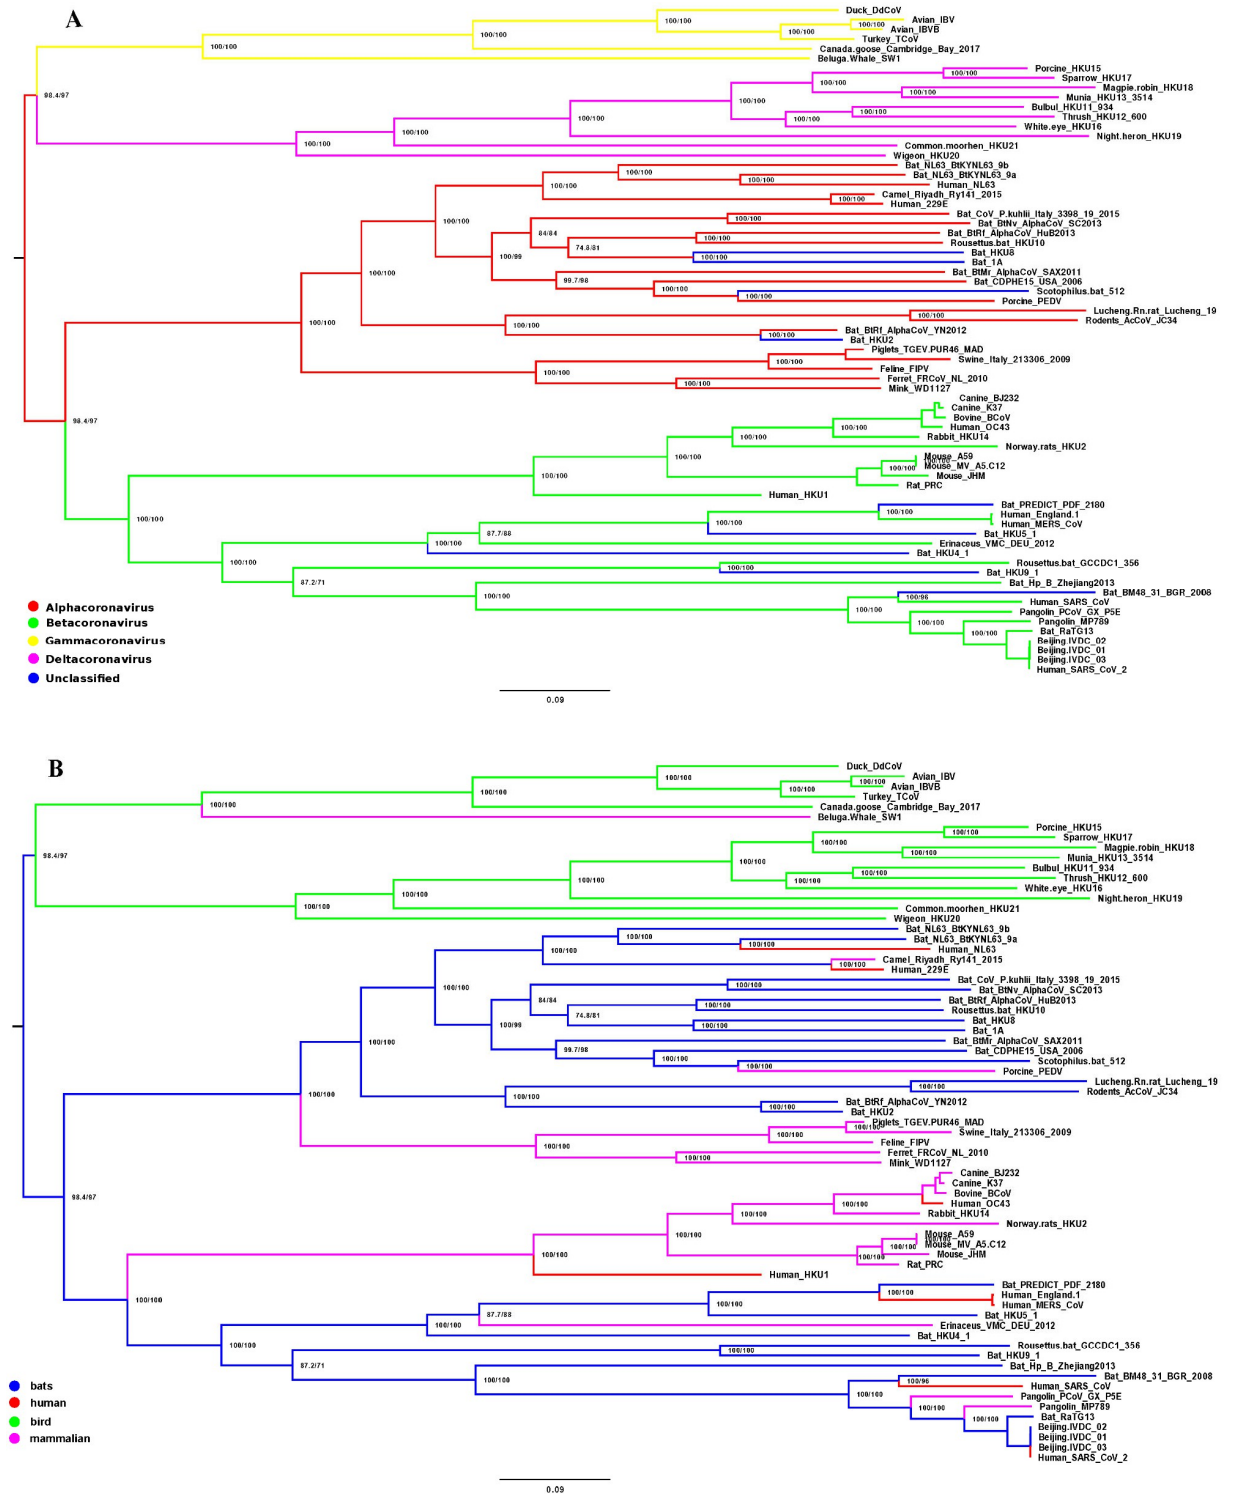 A
Duck_DdCoV
Avian_IBV
100/100
100/100
Avian_IBVB
100/100
100/100
Turkey_TCoV
Canada.goose_Cambridge_Bay_2017
100/100
Beluga.Whale_SW1
Porcine_HKU15
100/100
Sparrow_HKU17
100/100
Magpie.robin_HKU18
98.4/97
100/100
Munia_HKU13_3514
100/100
Bulbul_HKU11_934
100/100
Thrush_HKU12_600
100/100
100/100
White.eye_HKU16
100/100
Night.heron_HKU19
100/100
Common.moorhen_HKU21
Wigeon_HKU20
Bat_NL63_BtKYNL63_9b
100/100
Bat_NL63_BtKYNL63_9a
100/100
Human_NL63
100/100
Camel_Riyadh_Ry141_2015
100/100
Human_229E
Bat_CoV_P.kuhlii_Italy_3398_19_2015
100/100
100/100
Bat_BtNv_AlphaCoV_SC2013
84/84
Bat_BtRf_AlphaCoV_HuB2013
100/100
Rousettus.bat_HKU10
74.8/81
Bat_HKU8
100/99
100/100
Bat_1A
100/100
Bat_BtMr_AlphaCoV_SAX2011
99.7/98
Bat_CDPHE15_USA_2006
100/100
Scotophilus.bat_512
100/100
Porcine_PEDV
Lucheng.Rn.rat_Lucheng_19
100/100
Rodents_AcCoV_JC34
100/100
100/100
Bat_BtRf_AlphaCoV_YN2012
100/100
Bat_HKU2
Piglets_TGEV.PUR46_MAD
Swine_Italy_213306_2009
100/100
Feline_FIPV
100/100
Ferret_FRCoV_NL_2010
100/100
Mink_WD1127
Canine_BJ232
Canine_K37
Bovine_BCoV
98.4/97
100/100
Human_OC43
100/100
Rabbit_HKU14
Norway.rats_HKU2
100/100
Mouse_A59
100/100
Mouse_MV_A5.C12
100/100
Mouse_JHM
Rat_PRC
Human_HKU1
Bat_PREDICT_PDF_2180
100/100
Human_England.1
100/100
100/100
Human_MERS_CoV
87.7/88
Bat_HKU5_1
100/100
Erinaceus_VMC_DEU_2012
Bat_HKU4_1
100/100
Rousettus.bat_GCCDC1_356
100/100
Bat_HKU9_1
87.2/71
Bat_Hp_B_Zhejiang2013
100/100
Bat_BM48_31_BGR_2008
100/96
Human_SARS_CoV
100/100
Pangolin_PCoV_GX_P5E
100/100
Pangolin_MP789
100/100
Bat_RaTG13
Beijing.IVDC_02
Beijing.IVDC_01
Beijing.IVDC_03
Human_SARS_CoV_2
Alphacoronavirus
Betacoronavirus
Gammacoronavirus
Deltacoronavirus
Unclassified
0.09
B
Duck_DdCoV
Avian_IBV
100/100
100/100
Avian_IBVB
100/100
100/100
Turkey_TCoV
Canada.goose_Cambridge_Bay_2017
100/100
Beluga.Whale_SW1
Porcine_HKU15
100/100
Sparrow_HKU17
100/100
Magpie.robin_HKU18
98.4/97
100/100
Munia_HKU13_3514
100/100
Bulbul_HKU11_934
100/100
Thrush_HKU12_600
100/100
100/100
White.eye_HKU16
100/100
Night.heron_HKU19
100/100
Common.moorhen_HKU21
Wigeon_HKU20
Bat_NL63_BtKYNL63_9b
100/100
Bat_NL63_BtKYNL63_9a
100/100
Human_NL63
100/100
Camel_Riyadh_Ry141_2015
100/100
Human_229E
Bat_CoV_P.kuhlii_Italy_3398_19_2015
100/100
100/100
Bat_BtNv_AlphaCoV_SC2013
84/84
Bat_BtRf_AlphaCoV_HuB2013
100/100
Rousettus.bat_HKU10
74.8/81
Bat_HKU8
100/99
100/100
Bat_1A
100/100
Bat_BtMr_AlphaCoV_SAX2011
99.7/98
Bat_CDPHE15_USA_2006
100/100
Scotophilus.bat_512
100/100
Porcine_PEDV
Lucheng.Rn.rat_Lucheng_19
100/100
Rodents_AcCoV_JC34
100/100
100/100
Bat_BtRf_AlphaCoV_YN2012
100/100
Bat_HKU2
Piglets_TGEV.PUR46_MAD
100/100
Swine_Italy_213306_2009
100/100
Feline_FIPV
100/100
Ferret_FRCoV_NL_2010
100/100
Mink_WD1127
Canine_BJ232
Canine_K37
Bovine_BCoV
98.4/97
100/100
Human_OC43
100/100
Rabbit_HKU14
Norway.rats_HKU2
100/100
Mouse_A59
100/100
Mouse_MV_A5.C12
100/100
100/100
Mouse_JHM
Rat_PRC
Human_HKU1
Bat_PREDICT_PDF_2180
100/100
Human_England.1
100/100
100/100
Human_MERS_CoV
87.7/88
Bat_HKU5_1
100/100
Erinaceus_VMC_DEU_2012
Bat_HKU4_1
100/100
Rousettus.bat_GCCDC1_356
100/100
Bat_HKU9_1
87.2/71
Bat_Hp_B_Zhejiang2013
100/100
Bat_BM48_31_BGR_2008
100/96
Human_SARS_CoV
100/100
Pangolin_PCoV_GX_P5E
100/100
Pangolin_MP789
100/100
Bat_RaTG13
Beijing.IVDC_02
Beijing.IVDC_01
Beijing.IVDC_03
Human_SARS_CoV_2
bats
human
bird
mammalian
0.09